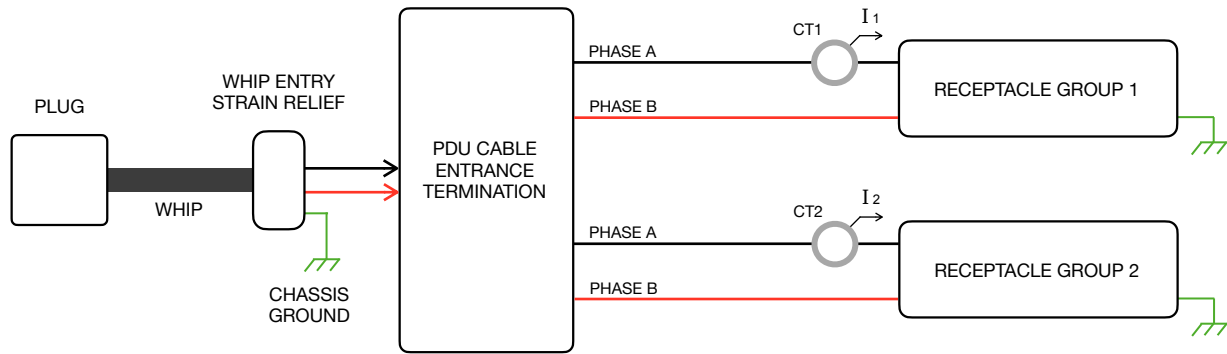 PLUG
WHIP
WHIP ENTRY
STRAIN RELIEF
CHASSIS
GROUND
PDU CABLE
ENTRANCE
TERMINATION
PHASE A
CT1
I1
PHASE B
RECEPTACLE GROUP 1
PHASE A
CT2
I2
PHASE B
RECEPTACLE GROUP 2